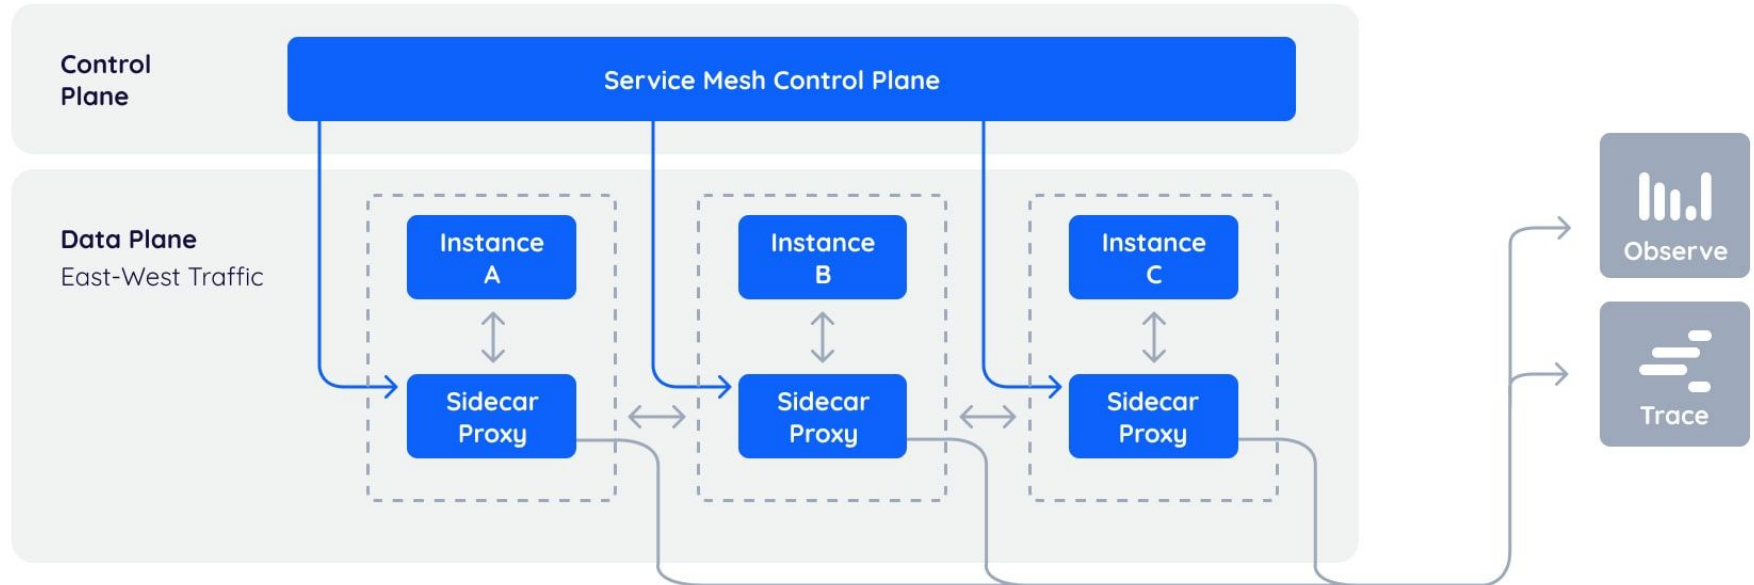 Control
Plane
Service Mesh Control Plane
Data Plane
East-West Traffic
Instance
A
Instance
B
Instance
C
Sidecar
Proxy
Sidecar
Proxy
Sidecar
Proxy
Observe
Trace